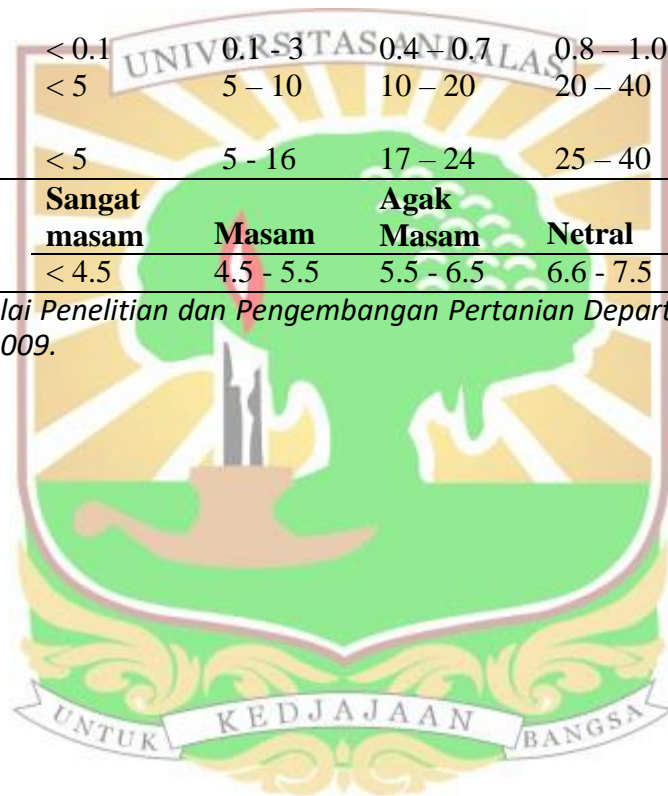 UNIVERSITAS ANDALAS
< 0.1 0.1 - 3 0.4 – 0.7 0.8 – 1.0
< 5 5 – 10 10 – 20 20 – 40
< 5 5 - 16 17 – 24 25 – 40
Sangat masam Masam Agak Masam Netral
< 4.5 4.5 - 5.5 5.5 - 6.5 6.6 - 7.5
lai Penelitian dan Pengembangan Pertanian Depart
009.
UNTUK KEDJAJAAN BANGSA